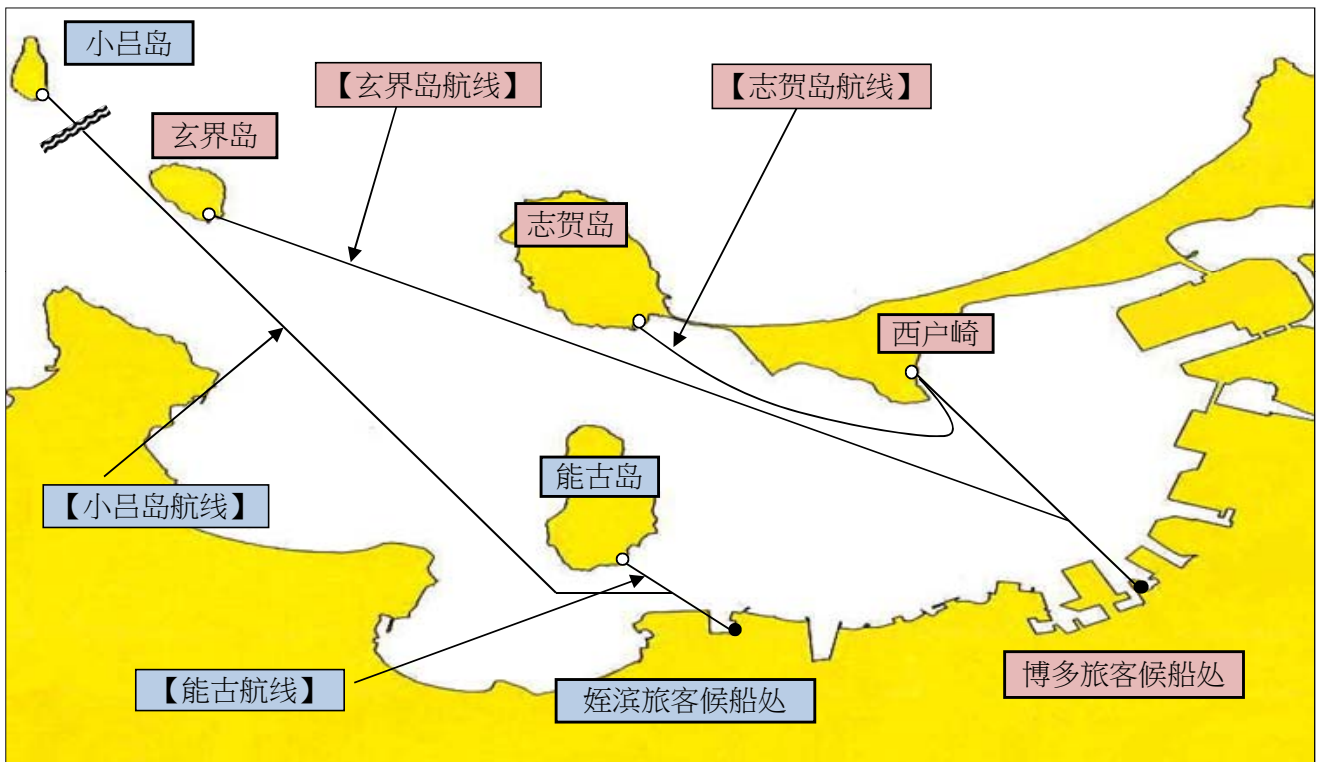 小吕岛
【玄界岛航线】
【志贺岛航线】
玄界岛
志贺岛
西户崎
能古岛
【小吕岛航线】
【能古航线】
姪滨旅客候船处
博多旅客候船处